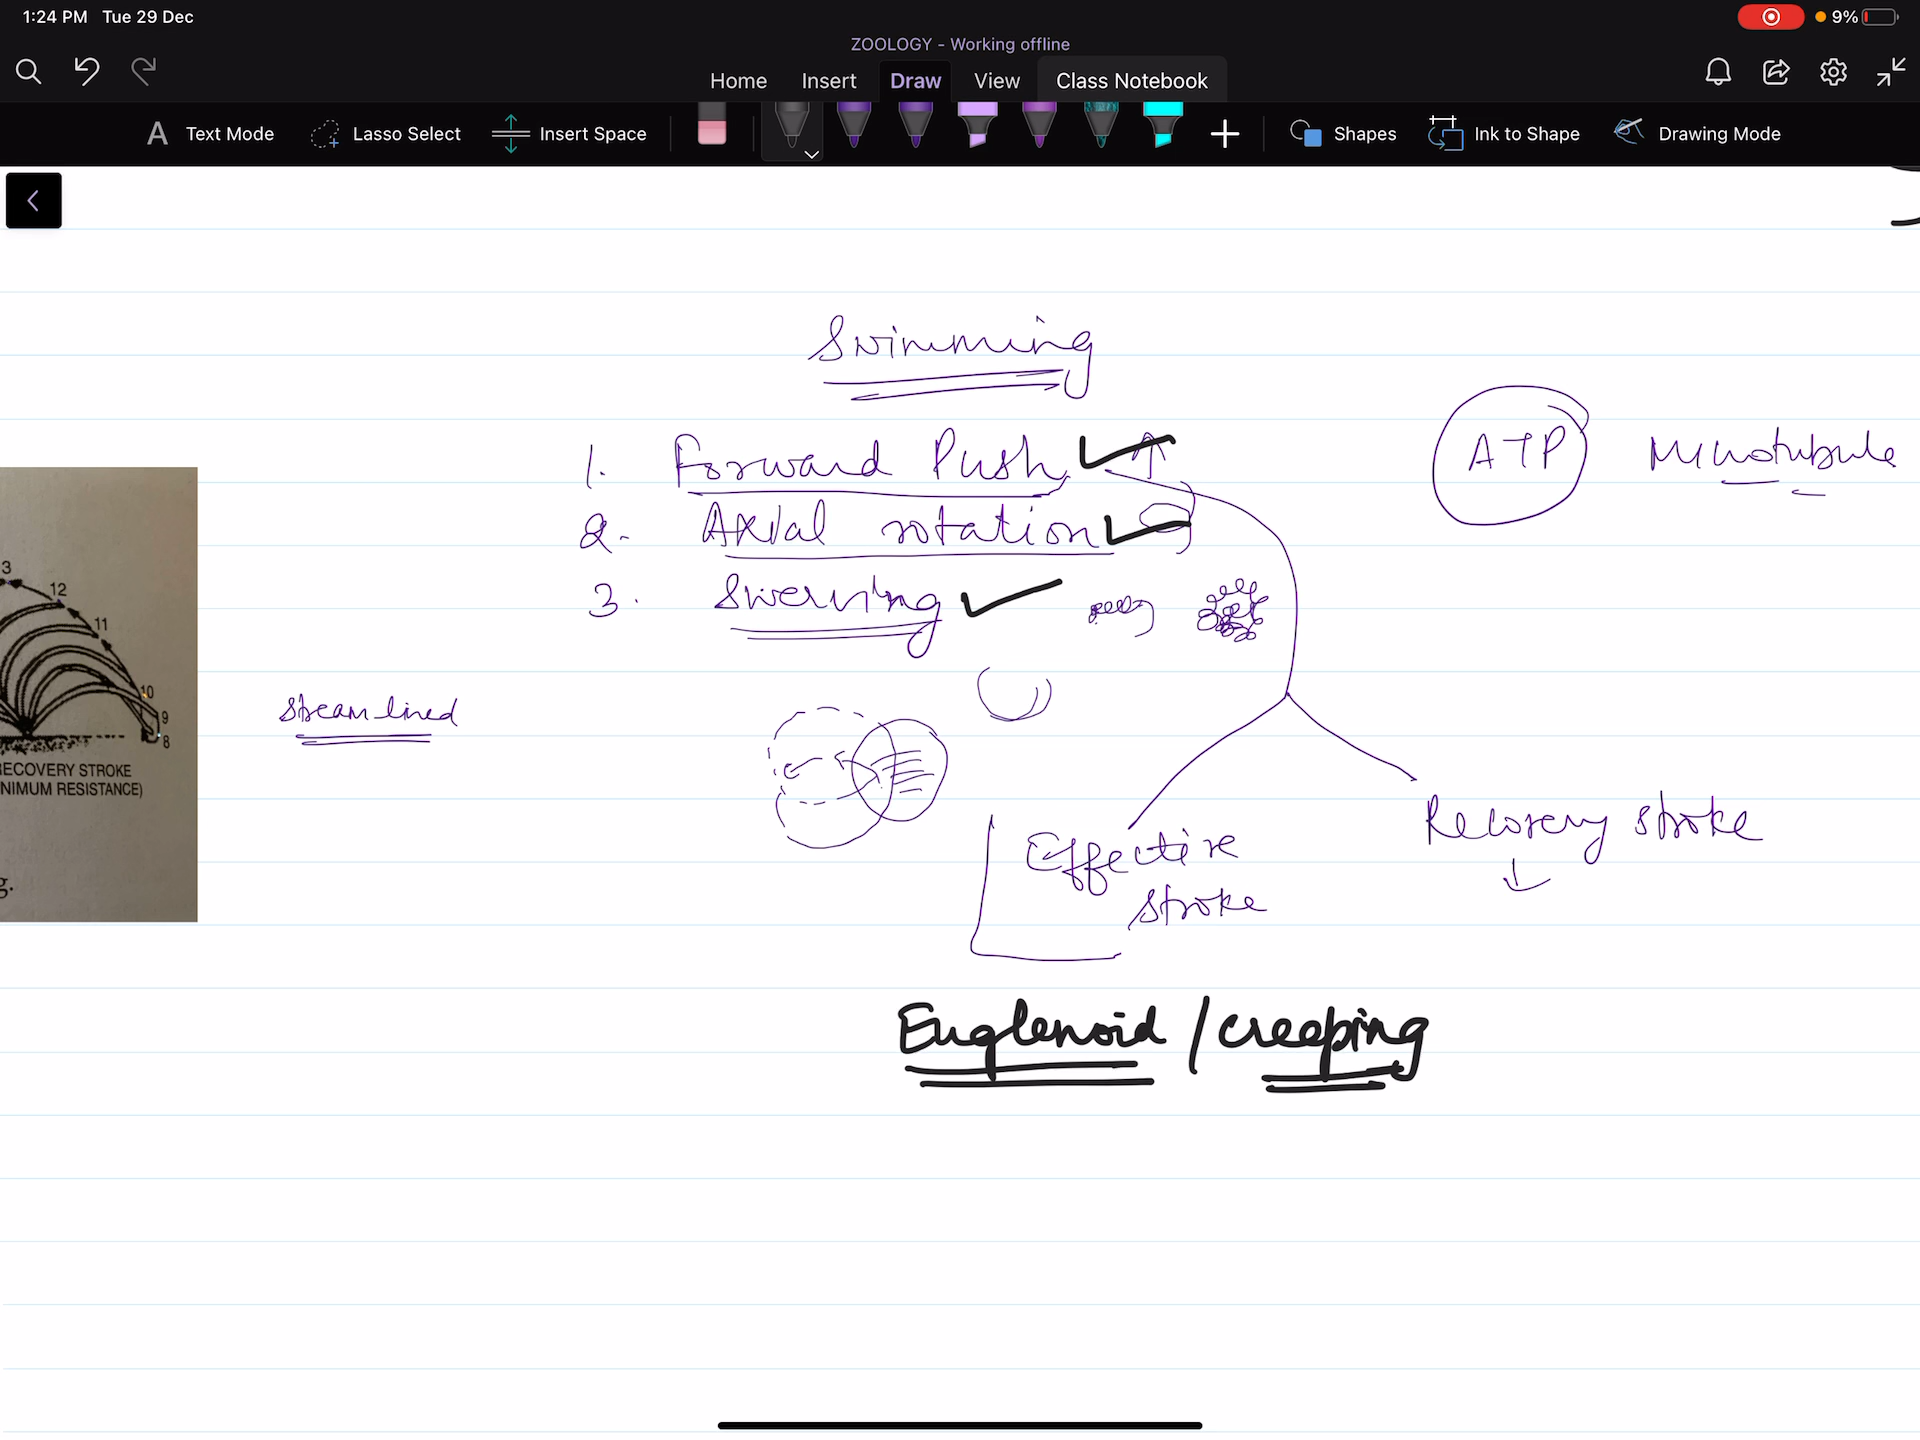 1:24 PM Tue 29 Dec
9%
ZOOLOGY - Working offline
Home Insert Draw View Class Notebook
A Text Mode Lasso Select Insert Space Shapes Ink to Shape Drawing Mode
Swimming
1. Forward Push
2. Axial rotation
3. Swerving
ATP Microtubule
3
12
11
10
9
8
RECOVERY STROKE
NIMUM RESISTANCE)
g.
Streamlined
Effective
stroke
Recovery stroke
Euglenoid / creeping